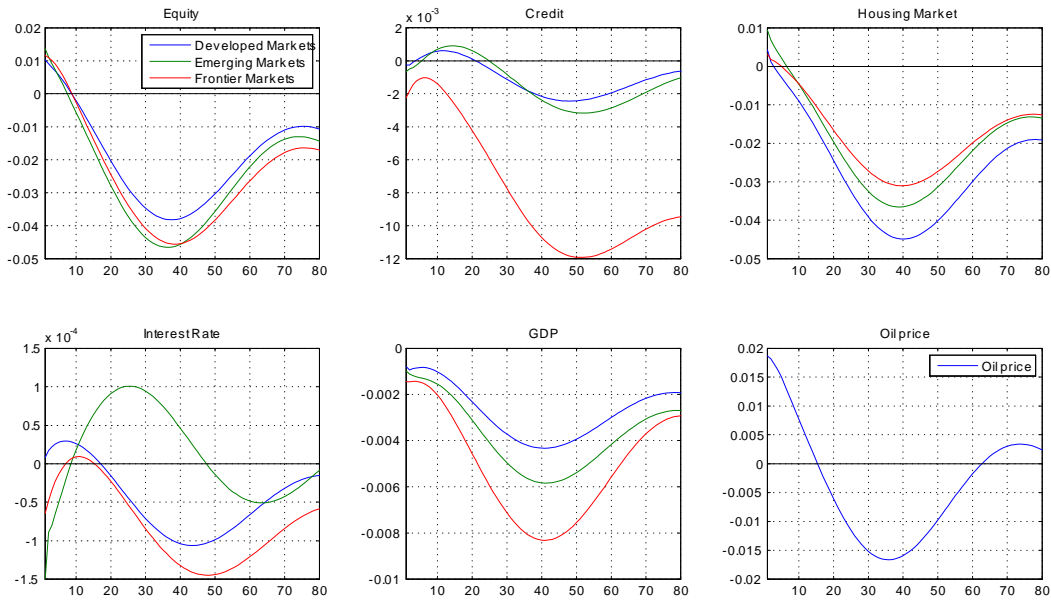 Equity
0.02
0.01
0
-0.01
-0.02
-0.03
-0.04
-0.05
10 20 30 40 50 60 70 80
Developed Markets
Emerging Markets
Frontier Markets
x 10-3
Credit
2
0
-2
-4
-6
-8
-10
-12
10 20 30 40 50 60 70 80
Housing Market
0.01
0
-0.01
-0.02
-0.03
-0.04
-0.05
10 20 30 40 50 60 70 80
x 10-4
Interest Rate
1.5
1
0.5
0
-0.5
-1
-1.5
10 20 30 40 50 60 70 80
GDP
0
-0.002
-0.004
-0.006
-0.008
-0.01
10 20 30 40 50 60 70 80
Oil price
0.02
0.015
0.01
0.005
0
-0.005
-0.01
-0.015
-0.02
10 20 30 40 50 60 70 80
Oil price